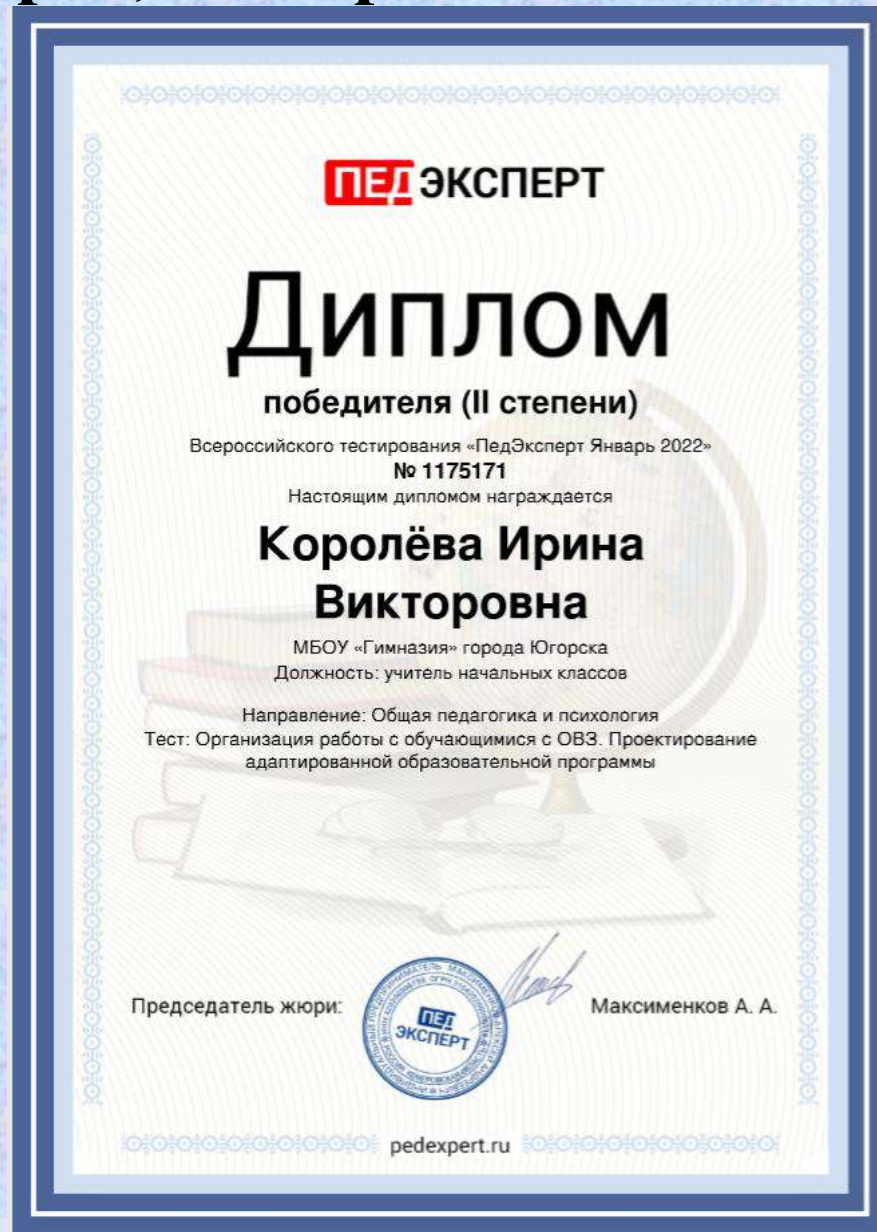 ПЕД ЭКСПЕРТ
Диплом
победителя (II степени)
Всероссийского тестирования «ПедЭксперт Январь 2022»
№ 1175171
Настоящим дипломом награждается
Королёва Ирина
Викторовна
МБОУ «Гимназия» города Югорска
Должность: учитель начальных классов
Направление: Общая педагогика и психология
Тест: Организация работы с обучающимися с ОВЗ. Проектирование
адаптированной образовательной программы
Председатель жюри:
ПЕД
ЭКСПЕРТ
Максименков А. А.
pedexpert.ru